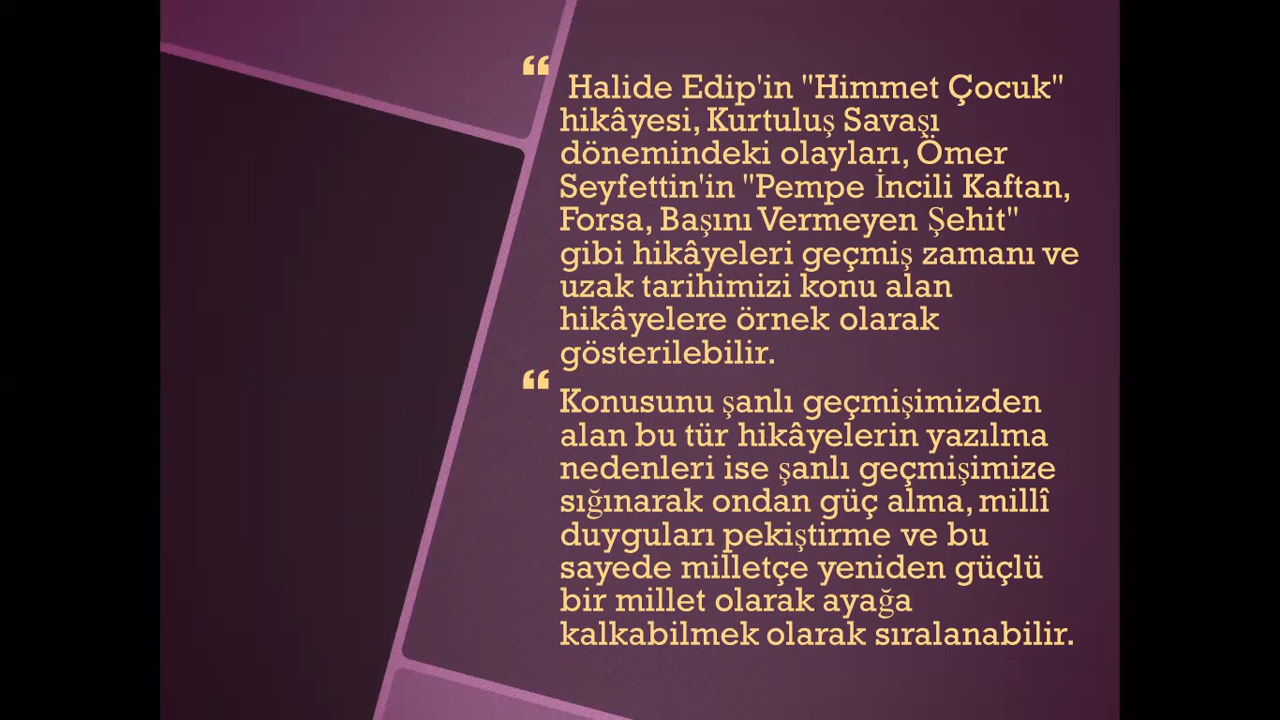 Halide Edip'in "Himmet Çocuk"
hikâyesi, Kurtuluş Savaşı
dönemindeki olayları, Ömer
Seyfettin'in "Pempe İncili Kaftan,
Forsa, Başını Vermeyen Şehit"
gibi hikâyeleri geçmiş zamanı ve
uzak tarihimizi konu alan
hikâyelere örnek olarak
gösterilebilir.
Konusunu şanlı geçmişimizden
alan bu tür hikâyelerin yazılma
nedenleri ise şanlı geçmişimize
sığınarak ondan güç alma, millî
duyguları pekiştirme ve bu
sayede milletçe yeniden güçlü
bir millet olarak ayağa
kalkabilmek olarak sıralanabilir.